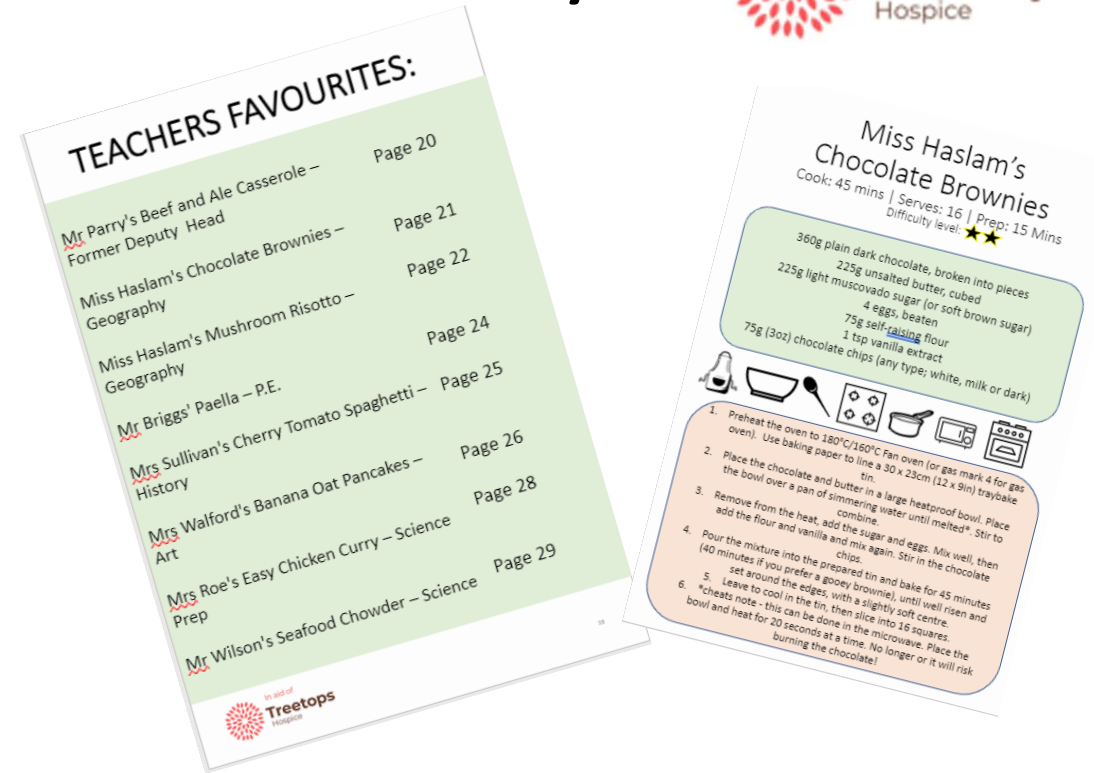 Hospice
TEACHERS FAVOURITES:
Mr Parry's Beef and Ale Casserole – Page 20
Former Deputy Head
Miss Haslam's Chocolate Brownies – Page 21
Geography
Miss Haslam's Mushroom Risotto – Page 22
Geography
Mr Briggs' Paella – P.E. Page 24
Mrs Sullivan's Cherry Tomato Spaghetti – Page 25
History
Mrs Walford's Banana Oat Pancakes – Page 26
Art
Mrs Roe's Easy Chicken Curry – Science Page 28
Prep
Mr Wilson's Seafood Chowder – Science Page 29
In aid of
Treetops
Hospice
Miss Haslam's
Chocolate Brownies
Cook: 45 mins | Serves: 16 | Prep: 15 Mins
Difficulty level:
360g plain dark chocolate, broken into pieces
225g unsalted butter, cubed
225g light muscovado sugar (or soft brown sugar)
4 eggs, beaten
75g self-raising flour
1 tsp vanilla extract
75g (3oz) chocolate chips (any type; white, milk or dark)
1. Preheat the oven to 180°C/160°C Fan oven (or gas mark 4 for gas
oven). Use baking paper to line a 30 x 23cm (12 x 9in) traybake
tin.
2. Place the chocolate and butter in a large heatproof bowl. Place
the bowl over a pan of simmering water until melted*. Stir to
combine.
3. Remove from the heat, add the sugar and eggs. Mix well, then
add the flour and vanilla and mix again. Stir in the chocolate
chips.
4. Pour the mixture into the prepared tin and bake for 45 minutes
(40 minutes if you prefer a gooey brownie), until well risen and
set around the edges, with a slightly soft centre.
5. Leave to cool in the tin, then slice into 16 squares.
6. *cheats note - this can be done in the microwave. Place the
bowl and heat for 20 seconds at a time. No longer or it will risk
burning the chocolate!